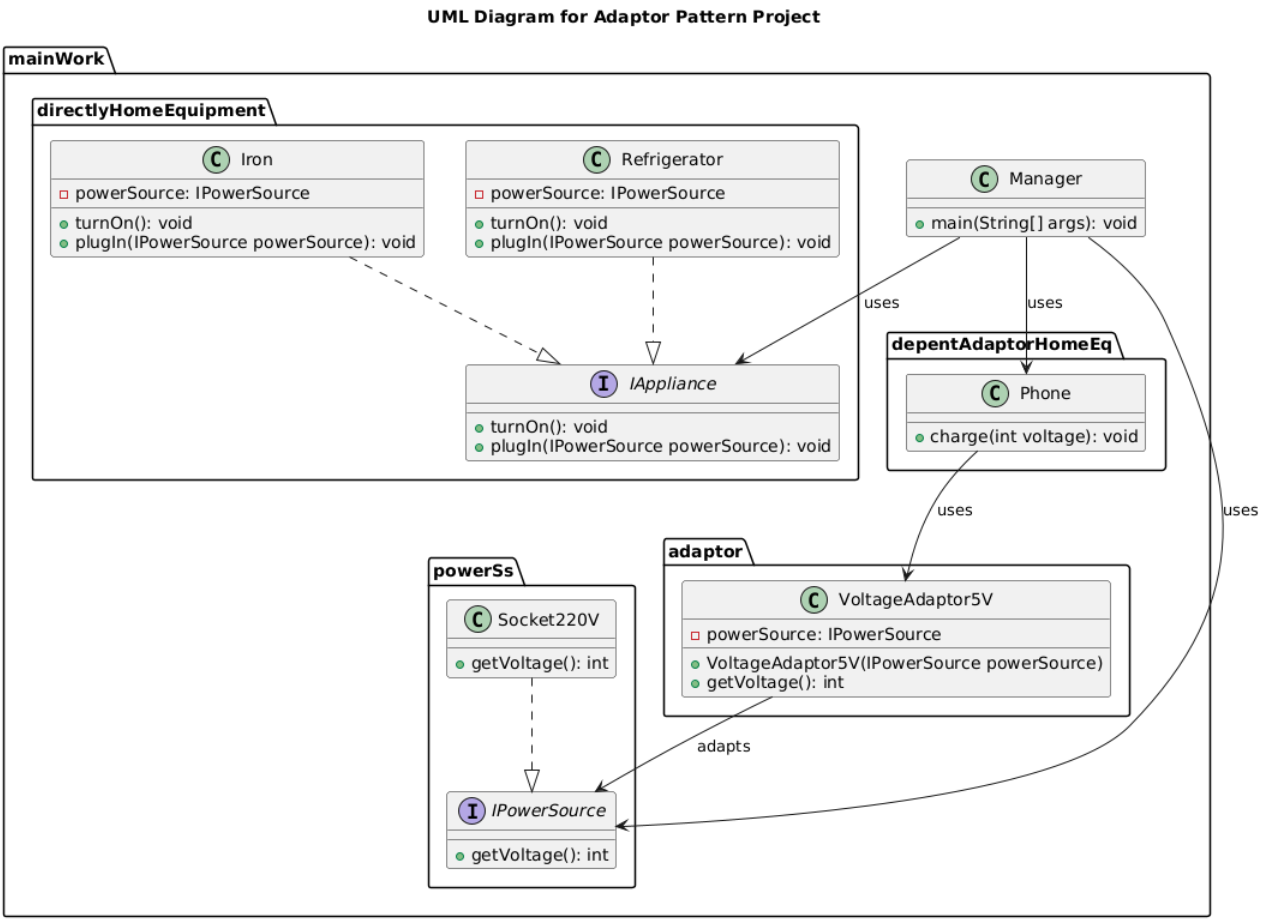 UML Diagram for Adaptor Pattern Project
mainWork
directlyHomeEquipment
C Iron
powerSource: IPowerSource
turnOn(): void
plugIn(IPowerSource powerSource): void
C Refrigerator
powerSource: IPowerSource
turnOn(): void
plugIn(IPowerSource powerSource): void
C Manager
main(String[] args): void
uses
uses
uses
I IAppliance
turnOn(): void
plugIn(IPowerSource powerSource): void
depentAdaptorHomeEq
C Phone
charge(int voltage): void
uses
adaptor
C VoltageAdaptor5V
powerSource: IPowerSource
VoltageAdaptor5V(IPowerSource powerSource)
getVoltage(): int
adapts
powerSs
C Socket220V
getVoltage(): int
I IPowerSource
getVoltage(): int